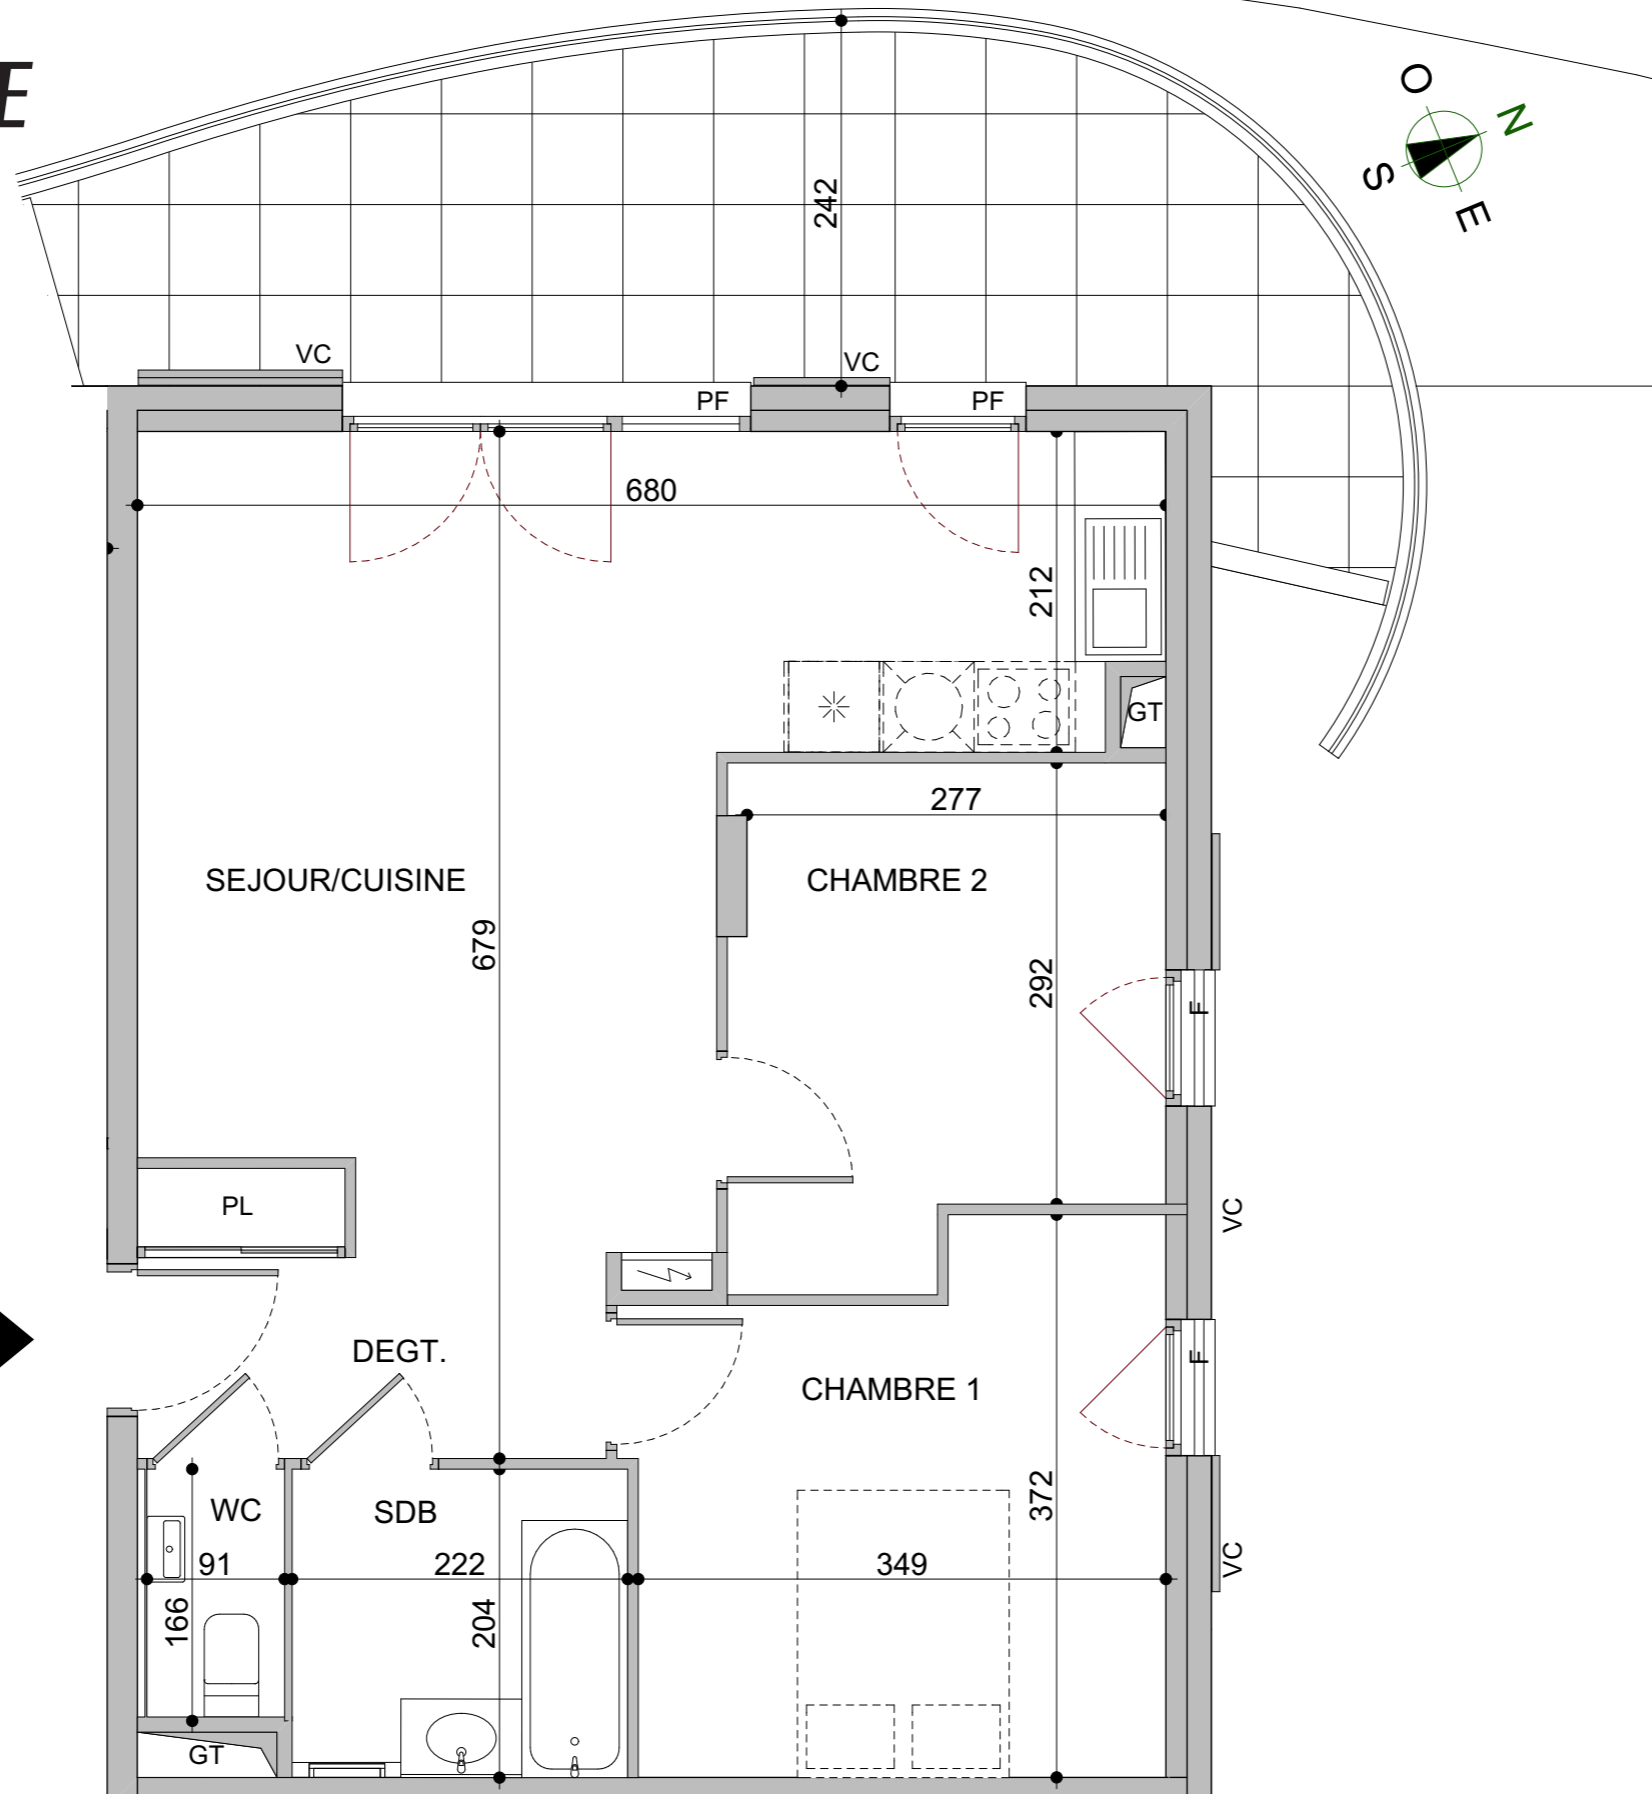 E
O
N
S
E
242
VC
VC
PF
PF
680
212
GT
277
SEJOUR/CUISINE
CHAMBRE 2
679
292
F
PL
VC
DEGT.
F
CHAMBRE 1
372
WC
SDB
VC
91
222
349
166
204
GT